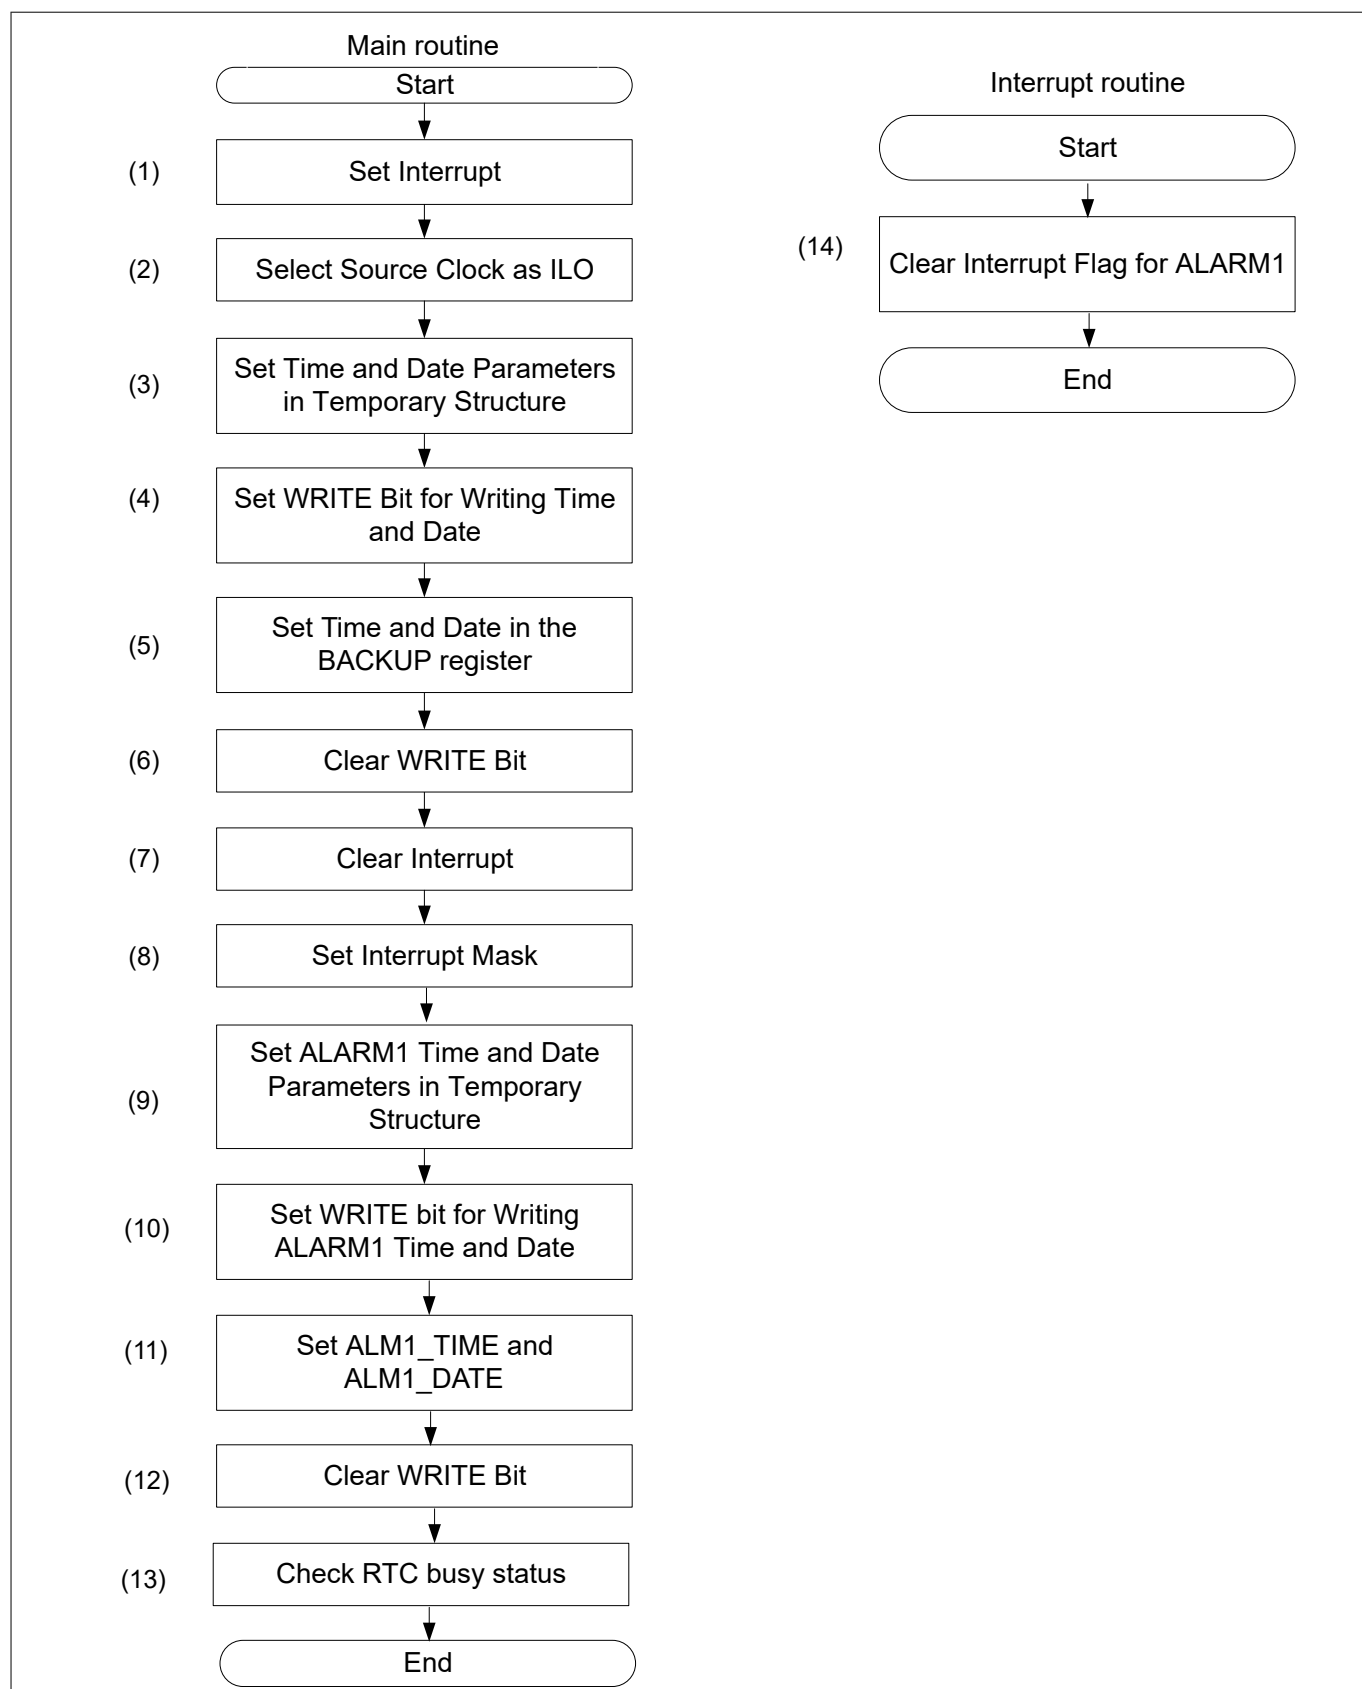 Main routine
Start
(1)
Set Interrupt
(2)
Select Source Clock as ILO
(3)
Set Time and Date Parameters
in Temporary Structure
(4)
Set WRITE Bit for Writing Time
and Date
(5)
Set Time and Date in the
BACKUP register
(6)
Clear WRITE Bit
(7)
Clear Interrupt
(8)
Set Interrupt Mask
(9)
Set ALARM1 Time and Date
Parameters in Temporary
Structure
(10)
Set WRITE bit for Writing
ALARM1 Time and Date
(11)
Set ALM1_TIME and
ALM1_DATE
(12)
Clear WRITE Bit
(13)
Check RTC busy status
End
Interrupt routine
Start
(14)
Clear Interrupt Flag for ALARM1
End